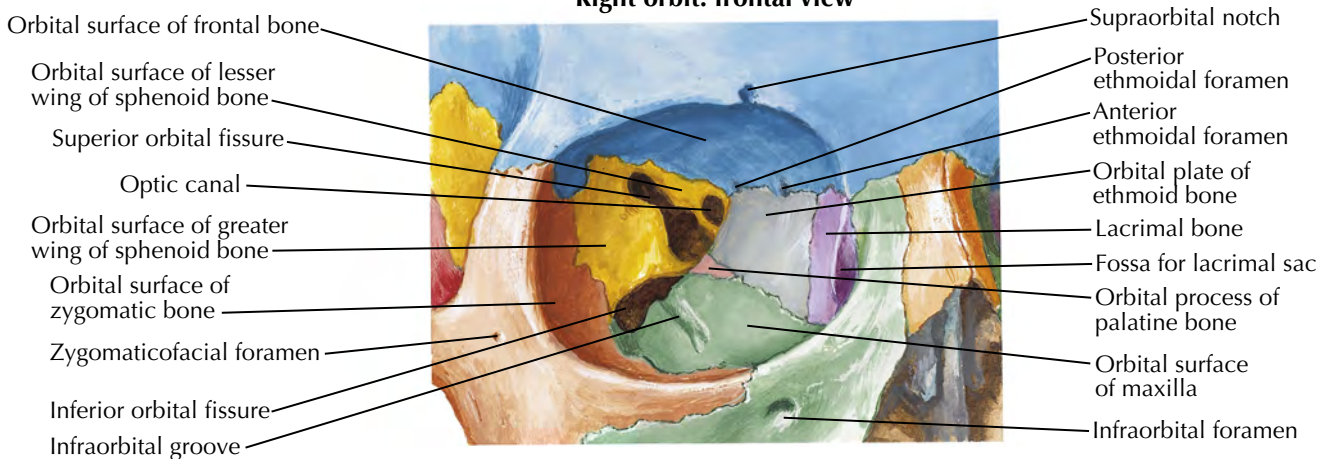 Right orbit: frontal view
Orbital surface of frontal bone
Orbital surface of lesser
wing of sphenoid bone
Superior orbital fissure
Optic canal
Orbital surface of greater
wing of sphenoid bone
Orbital surface of
zygomatic bone
Zygomaticofacial foramen
Inferior orbital fissure
Infraorbital groove
Supraorbital notch
Posterior
ethmoidal foramen
Anterior
ethmoidal foramen
Orbital plate of
ethmoid bone
Lacrimal bone
Fossa for lacrimal sac
Orbital process of
palatine bone
Orbital surface
of maxilla
Infraorbital foramen